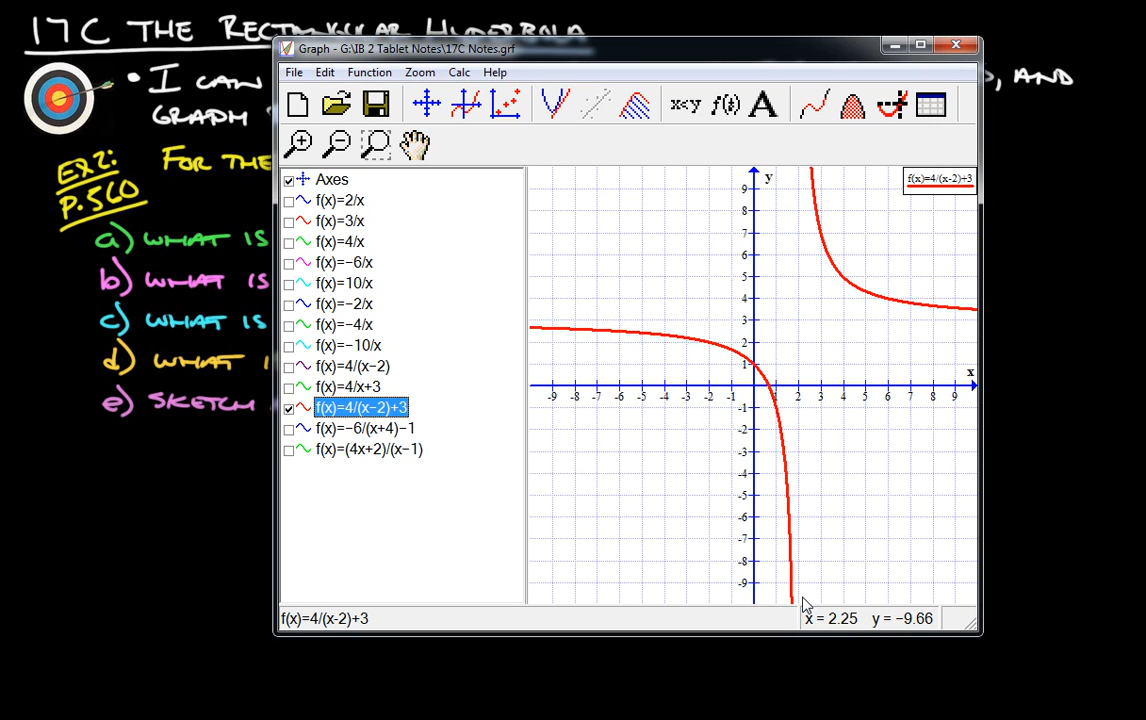 17C THE RECTANGULAR HYPERBOLA
• I CAN , AND
GRAPH
EX 2: FOR THE
P.560
a) WHAT IS
b) WHAT IS
c) WHAT IS
d) WHAT
e) SKETCH
Graph - G:\IB 2 Tablet Notes\17C Notes.grf
File Edit Function Zoom Calc Help
x<y f(x) A
Axes
f(x)=2/x
f(x)=3/x
f(x)=4/x
f(x)=−6/x
f(x)=10/x
f(x)=−2/x
f(x)=−4/x
f(x)=−10/x
f(x)=4/(x−2)
f(x)=4/x+3
f(x)=4/(x−2)+3
f(x)=−6/(x+4)−1
f(x)=(4x+2)/(x−1)
y
f(x)=4/(x-2)+3
9
8
7
6
5
4
3
2
1
x
-9 -8 -7 -6 -5 -4 -3 -2 -1 1 2 3 4 5 6 7 8 9
-1
-2
-3
-4
-5
-6
-7
-8
-9
f(x)=4/(x-2)+3
x = 2.25 y = −9.66